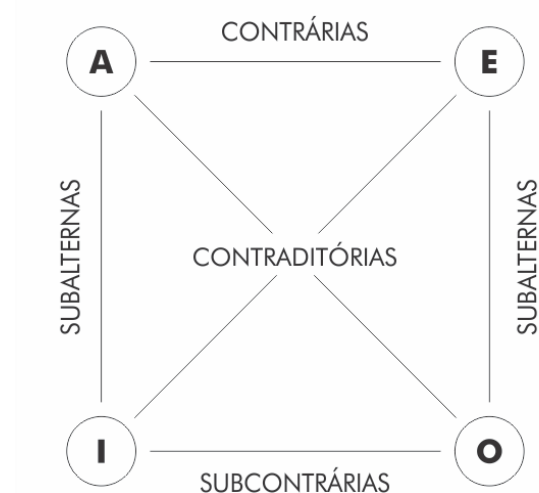 CONTRÁRIAS
A
E
SUBALTERNAS
CONTRADITÓRIAS
SUBALTERNAS
I
O
SUBCONTRÁRIAS